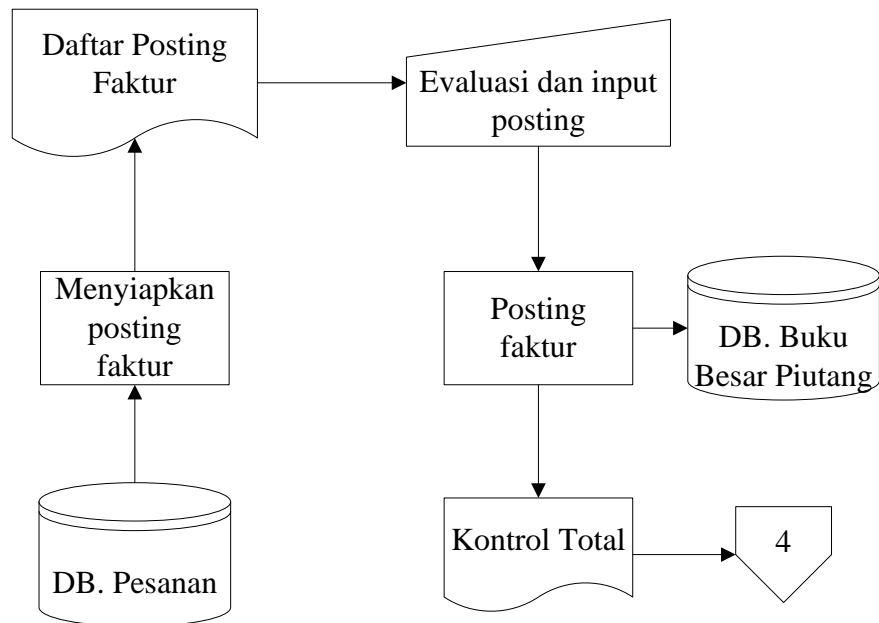 Daftar Posting
Faktur
Evaluasi dan input
posting
Menyiapkan
posting
faktur
Posting
faktur
DB. Buku
Besar Piutang
DB. Pesanan
Kontrol Total
4